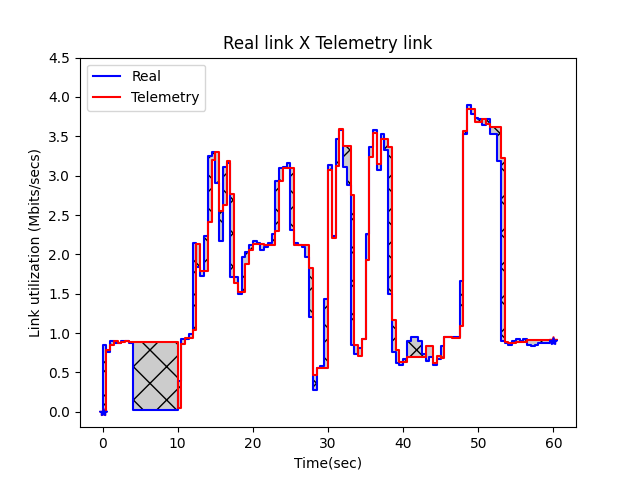 Real link X Telemetry link
Real
Telemetry
Link utilization (Mbits/secs)
4.5
4.0
3.5
3.0
2.5
2.0
1.5
1.0
0.5
0.0
0 10 20 30 40 50 60
Time(sec)